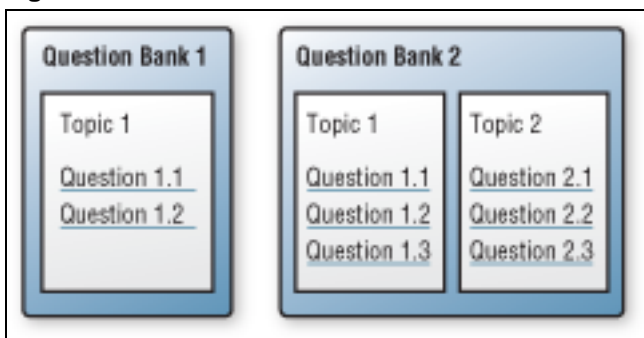 Question Bank 1
Topic 1
Question 1.1
Question 1.2
Question Bank 2
Topic 1
Question 1.1
Question 1.2
Question 1.3
Topic 2
Question 2.1
Question 2.2
Question 2.3